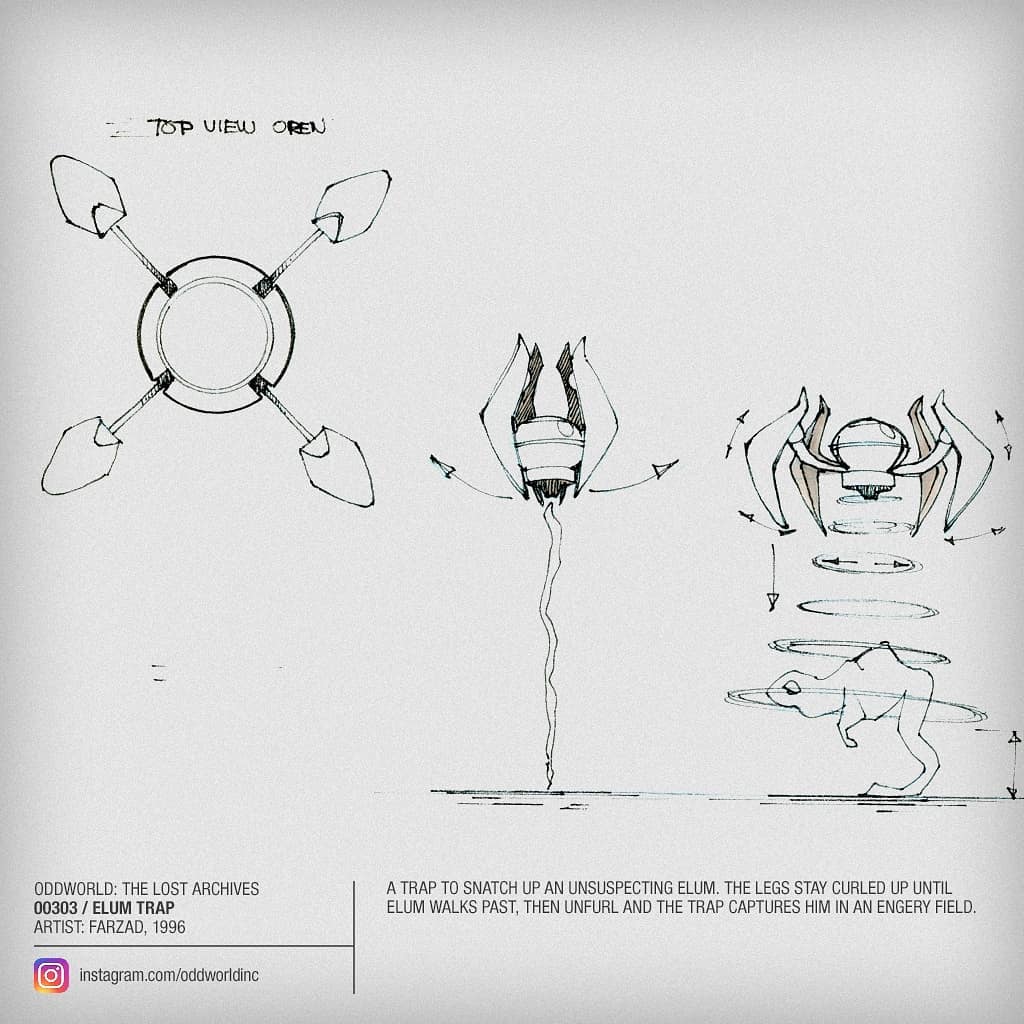 TOP VIEW OPEN
ODDWORLD: THE LOST ARCHIVES
00303 / ELUM TRAP
ARTIST: FARZAD, 1996
instagram.com/oddworldinc
A TRAP TO SNATCH UP AN UNSUSPECTING ELUM. THE LEGS STAY CURLED UP UNTIL
ELUM WALKS PAST, THEN UNFURL AND THE TRAP CAPTURES HIM IN AN ENGERY FIELD.